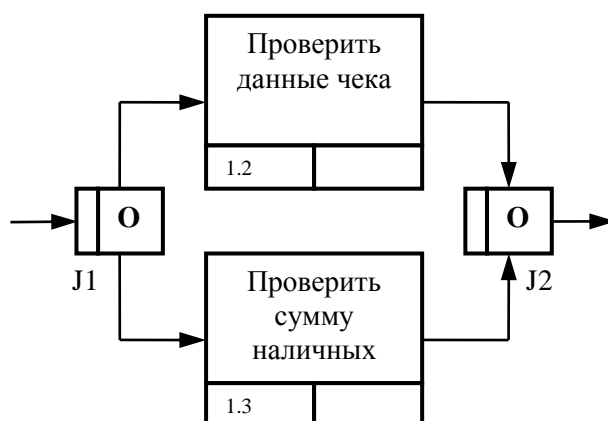 Проверить
данные чека
1.2
O
O
J1
J2
Проверить
сумму
наличных
1.3